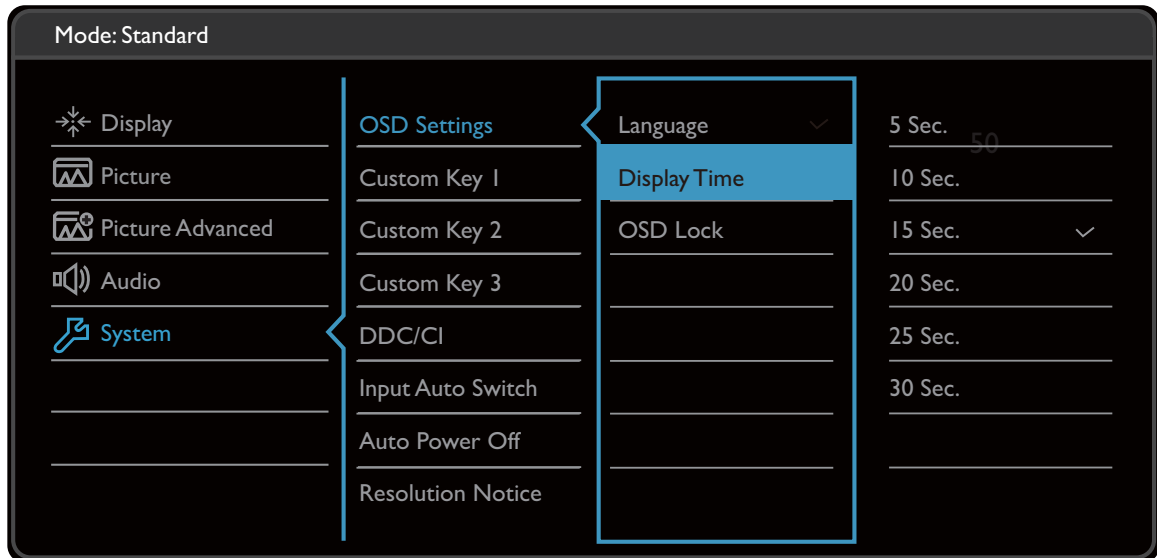 Mode: Standard
Display
Picture
Picture Advanced
Audio
System
OSD Settings
Custom Key 1
Custom Key 2
Custom Key 3
DDC/CI
Input Auto Switch
Auto Power Off
Resolution Notice
Language
Display Time
OSD Lock
5 Sec.
50
10 Sec.
15 Sec.
20 Sec.
25 Sec.
30 Sec.